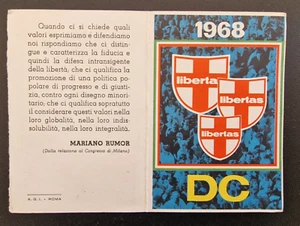 Quando ci si chiede quali
valori esprimiamo e difendiamo
noi rispondiamo che ci distin-
gue e caratterizza la fiducia e
quindi la difesa intransigente
della libertà, che ci qualifica la
promozione di una politica po-
polare di progresso e di giusti-
zia, contro ogni disegno minori-
tario; che ci qualifica soprattutto
il considerare questi valori nella
loro globalità, nella loro indis-
solubilità, nella loro integralità.
MARIANO RUMOR
(Dalla relazione al Congresso di Milano)
A. G. I. - ROMA
1968
libertas
libertas
libertas
DC